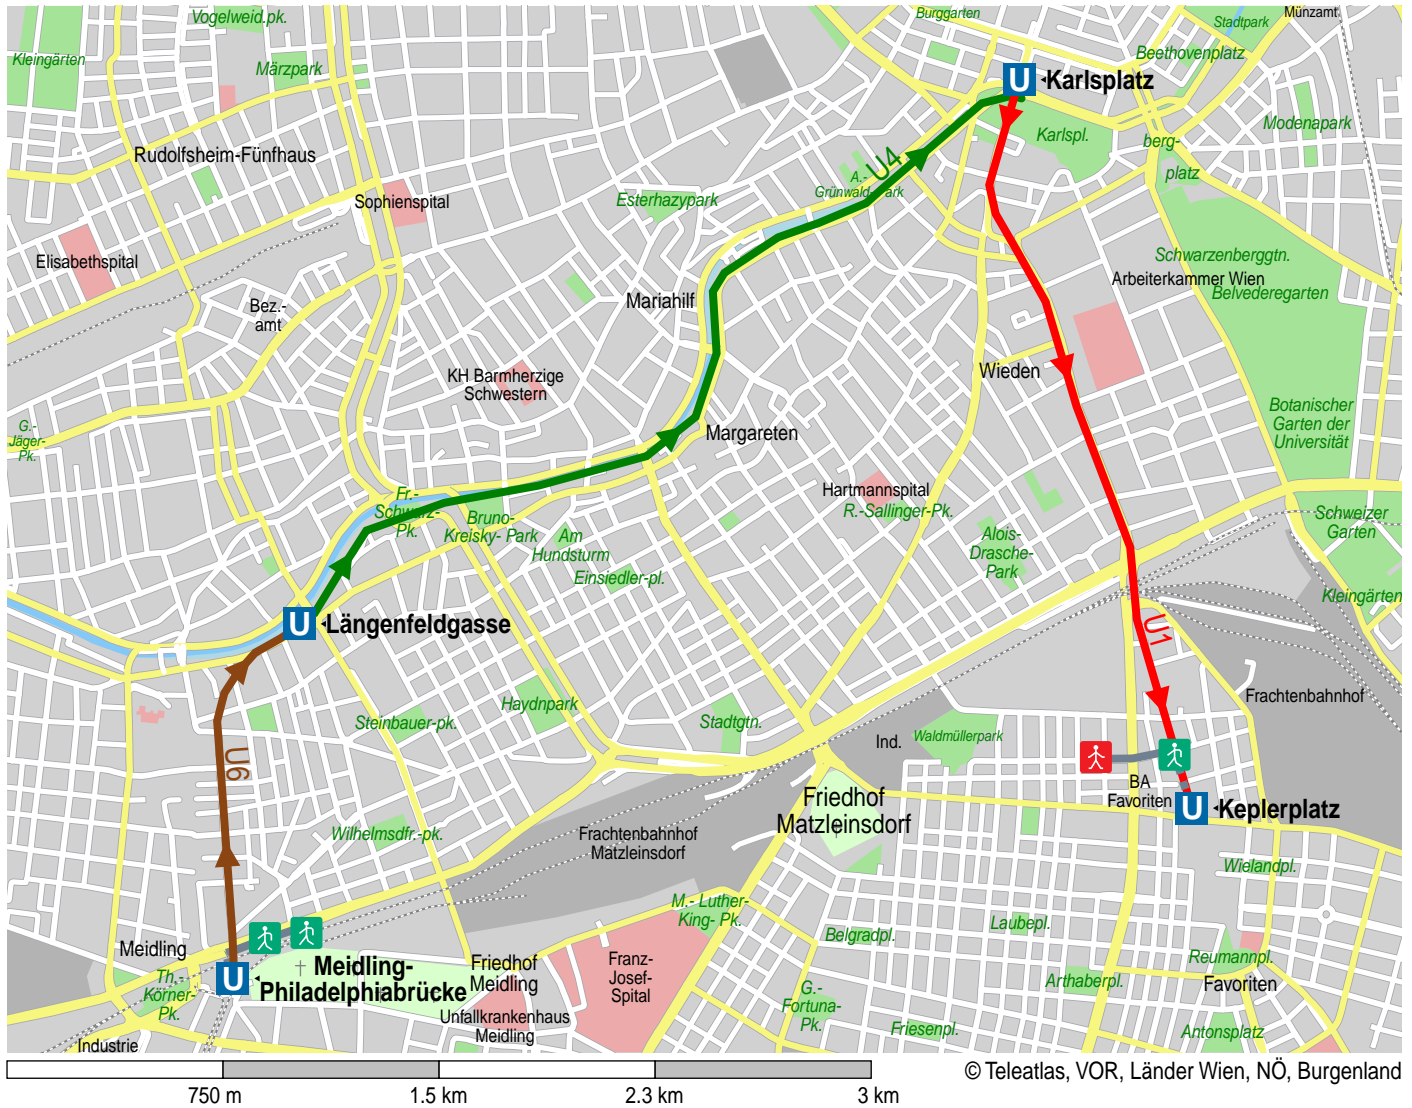 Vogelweid.pk.
Burggarten
Stadtpark
Münzamt
Kleingärten
Märzpark
Beethovenplatz
U
Karlsplatz
Karlspl.
Modenapark
berg-
platz
Rudolfsheim-Fünfhaus
U4
A.-
Grünwald-Park
Sophienspital
Esterhazypark
Elisabethspital
Schwarzenberggtn.
Arbeiterkammer Wien
Belvederegarten
Bez.-
amt
Mariahilf
Wieden
KH Barmherzige
Schwestern
Botanischer
Garten der
Universität
G.-
Jäger-
Pk.
Margareten
Hartmannspital
R.-Sallinger-Pk.
Fr.-
Schwarz-
Pk.
Bruno-
Kreisky- Park
Am
Hundsturm
Einsiedler-pl.
Alois-
Drasche-
Park
Schweizer
Garten
Kleingärten
U
Längenfeldgasse
U1
Frachtenbahnhof
Haydnpark
Steinbauer-pk.
Stadtgtn.
Ind.
Waldmüllerpark
U6
BA
Favoriten
U
Keplerplatz
Friedhof
Matzleinsdorf
Wilhelmsdfr.-pk.
Frachtenbahnhof
Matzleinsdorf
Wielandpl.
M.- Luther-
King- Pk.
Laubepl.
Belgradpl.
Meidling
U
Meidling-
Philadelphiabrücke
Friedhof
Meidling
Franz-
Josef-
Spital
Th.-
Körner-
Pk.
Reumannpl.
Favoriten
Arthaberpl.
G.-
Fortuna-
Pk.
Unfallkrankenhaus
Meidling
Friesenpl.
Antonsplatz
Industrie
© Teleatlas, VOR, Länder Wien, NÖ, Burgenland
750 m
1.5 km
2.3 km
3 km